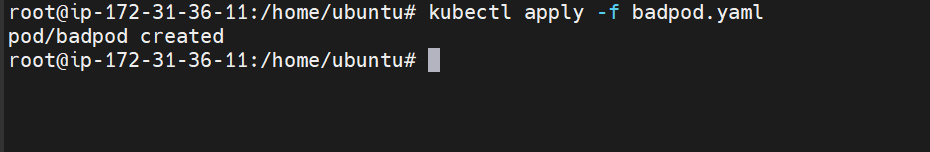 root@ip-172-31-36-11:/home/ubuntu# kubectl apply -f badpod.yaml
pod/badpod created
root@ip-172-31-36-11:/home/ubuntu#